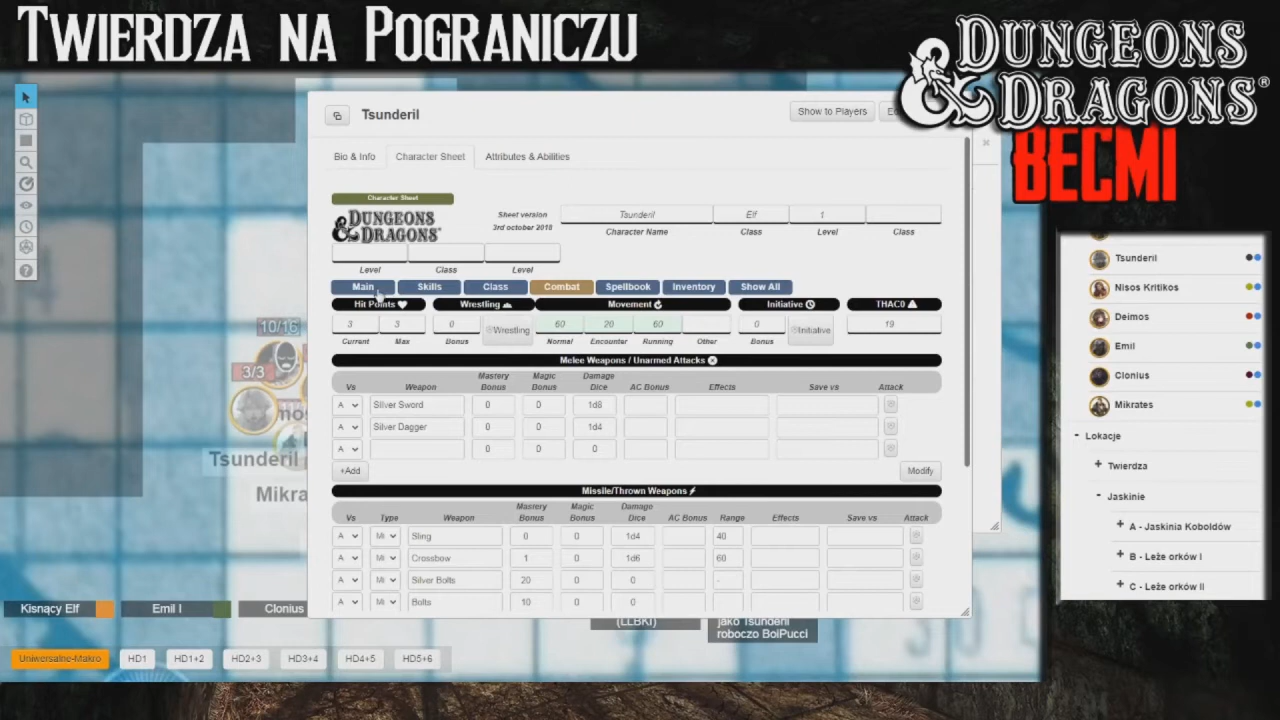 TWIERDZA NA POGRANICZU
DUNGEONS & DRAGONS®
BECMI
Tsunderil
Show to Players
Bio & Info
Character Sheet
Attributes & Abilities
Character Sheet
DUNGEONS & DRAGONS
Sheet version
3rd october 2018
Tsunderil Elf 1
Character Name Class Level Class
Level Class Level
Main Skills Class Combat Spellbook Inventory Show All
Hit Points Wrestling Movement Initiative THAC0
3 3 0 Wrestling 60 20 60 0 Initiative 19
Current Max Bonus Normal Encounter Running Other Bonus
Melee Weapons / Unarmed Attacks
Vs Weapon Mastery Bonus Magic Bonus Damage Dice AC Bonus Effects Save vs Attack
A Silver Sword 0 0 1d8
A Silver Dagger 0 0 1d4
A 0 0 0
+Add Modify
Missile/Thrown Weapons
Vs Type Weapon Mastery Bonus Magic Bonus Damage Dice AC Bonus Range Effects Save vs Attack
A Mi Sling 0 0 1d4 40
A Mi Crossbow 1 0 1d6 60
A Mi Silver Bolts 20 0 0 -
A Mi Bolts 10 0 0
10/16
3/3
Tsunderil
Mikra
Tsunderil
Nisos Kritikos
Deimos
Emil
Clonius
Mikrates
- Lokacje
+ Twierdza
- Jaskinie
+ A - Jaskinia Koboldów
+ B - Leże orków I
+ C - Leże orków II
Kisnący Elf Emil I Clonius
(LLBKI)
jako Tsunderil
roboczo BoiPucci
Uniwersalne-Makro HD1 HD1+2 HD2+3 HD3+4 HD4+5 HD5+6